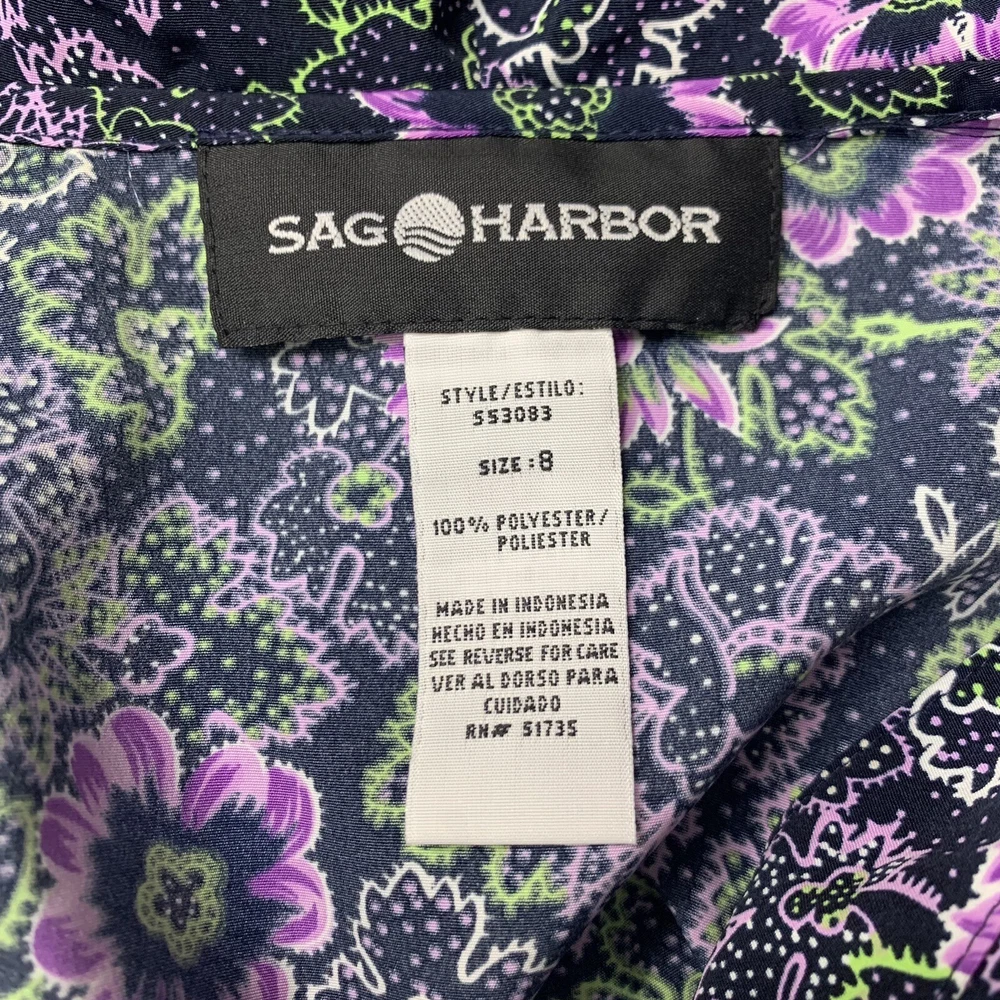 SAG HARBOR
STYLE/ESTILO:
553083
SIZE: 8
100% POLYESTER/
POLIESTER
MADE IN INDONESIA
HECHO EN INDONESIA
SEE REVERSE FOR CARE
VER AL DORSO PARA
CUIDADO
RN# 51735